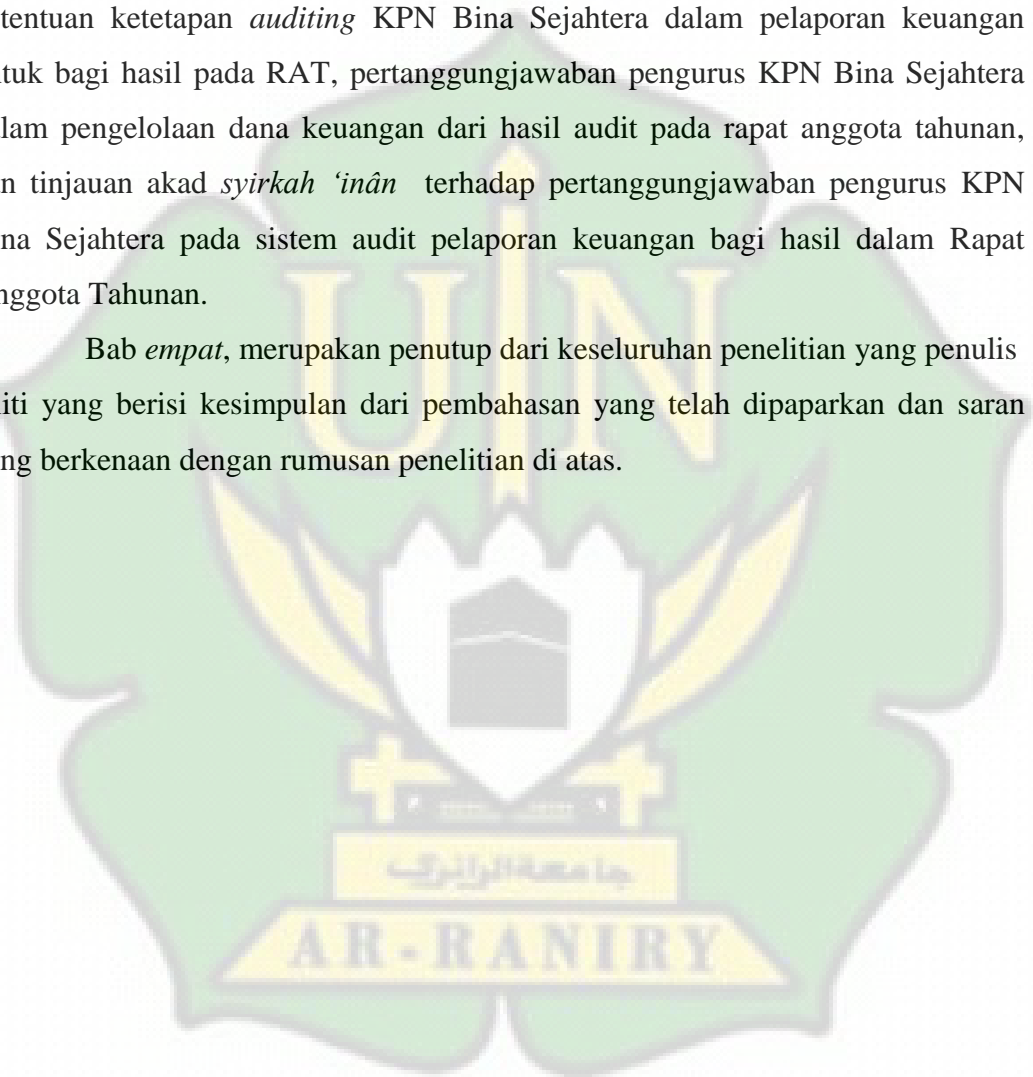 tentuan ketetapan auditing KPN Bina Sejahtera dalam pelaporan keuangan
tuk bagi hasil pada RAT, pertanggungjawaban pengurus KPN Bina Sejahtera
lam pengelolaan dana keuangan dari hasil audit pada rapat anggota tahunan,
n tinjauan akad syirkah ‘inân terhadap pertanggungjawaban pengurus KPN
na Sejahtera pada sistem audit pelaporan keuangan bagi hasil dalam Rapat
nggota Tahunan.
Bab empat, merupakan penutup dari keseluruhan penelitian yang penulis
iti yang berisi kesimpulan dari pembahasan yang telah dipaparkan dan saran
ng berkenaan dengan rumusan penelitian di atas.
UIN
جامعة الرانري
AR-RANIRY